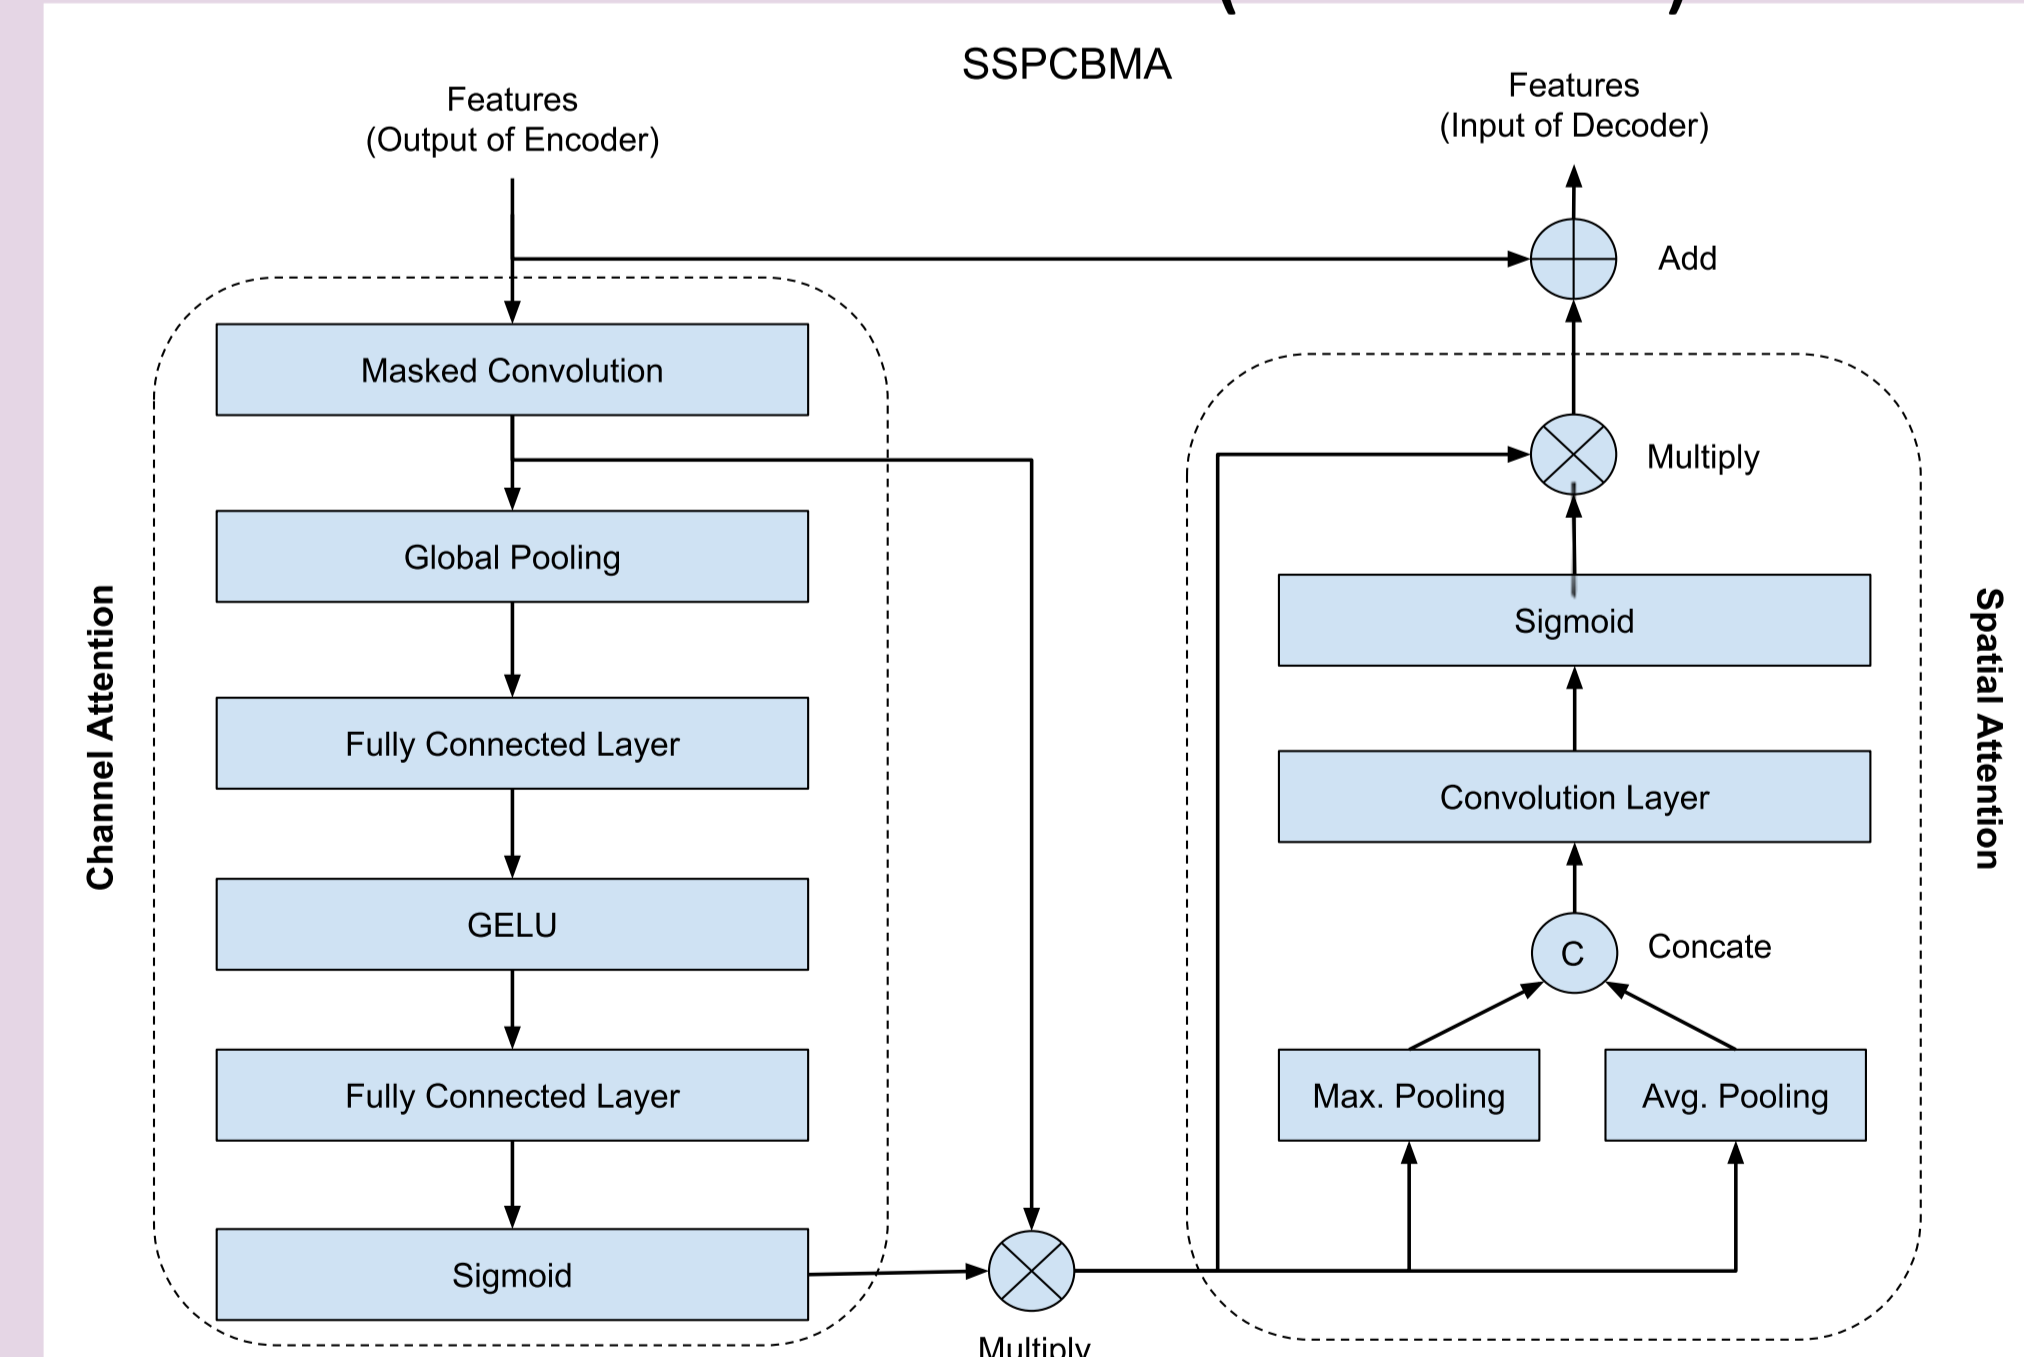 SSPCBMA
Features
(Output of Encoder)
Features
(Input of Decoder)
Add
Masked Convolution
Multiply
Global Pooling
Sigmoid
Channel Attention
Spatial Attention
Fully Connected Layer
Convolution Layer
GELU
C
Concate
Fully Connected Layer
Max. Pooling
Avg. Pooling
Sigmoid
Multiply